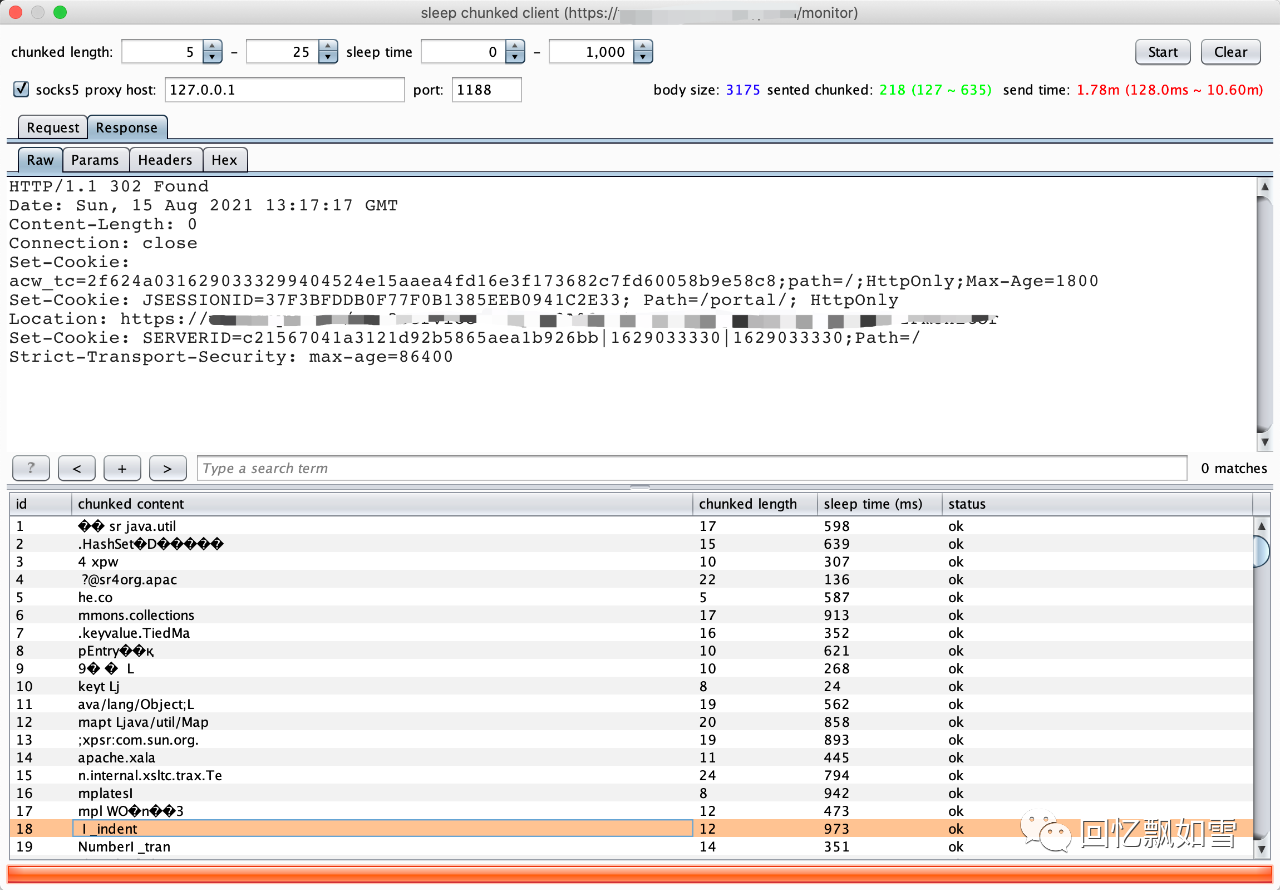 sleep chunked client (https:// /monitor)
chunked length: 5 – 25 sleep time 0 – 1,000 Start Clear
socks5 proxy host: 127.0.0.1 port: 1188 body size: 3175 sented chunked: 218 (127 ~ 635) send time: 1.78m (128.0ms ~ 10.60m)
Request Response
Raw Params Headers Hex
HTTP/1.1 302 Found
Date: Sun, 15 Aug 2021 13:17:17 GMT
Content-Length: 0
Connection: close
Set-Cookie:
acw_tc=2f624a0316290333299404524e15aaea4fd16e3f173682c7fd60058b9e58c8;path=/;HttpOnly;Max-Age=1800
Set-Cookie: JSESSIONID=37F3BFDDB0F77F0B1385EEB0941C2E33; Path=/portal/; HttpOnly
Location: https://
Set-Cookie: SERVERID=c21567041a3121d92b5865aea1b926bb|1629033330|1629033330;Path=/
Strict-Transport-Security: max-age=86400
? < + > Type a search term 0 matches
id chunked content chunked length sleep time (ms) status
1 �� sr java.util 17 598 ok
2 .HashSet�D����� 15 639 ok
3 4 xpw 10 307 ok
4 ?@sr4org.apac 22 136 ok
5 he.co 5 587 ok
6 mmons.collections 17 913 ok
7 .keyvalue.TiedMa 16 352 ok
8 pEntry��қ 10 621 ok
9 9� � L 10 268 ok
10 keyt Lj 8 24 ok
11 ava/lang/Object;L 19 562 ok
12 mapt Ljava/util/Map 20 858 ok
13 ;xpsr:com.sun.org. 19 893 ok
14 apache.xala 11 445 ok
15 n.internal.xsltc.trax.Te 24 794 ok
16 mplatesI 8 942 ok
17 mpl WO�n��3 12 473 ok
18 I _indent 12 973 ok
19 NumberI _tran 14 351 ok
回忆飘如雪